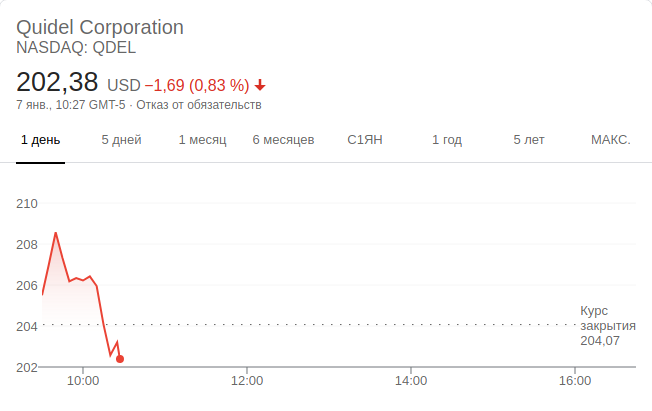 Quidel Corporation
NASDAQ: QDEL
202,38 USD −1,69 (0,83 %)
7 янв., 10:27 GMT-5 · Отказ от обязательств
1 день 5 дней 1 месяц 6 месяцев С1ЯН 1 год 5 лет МАКС.
210
208
206
204
202
Курс
закрытия
204,07
10:00 12:00 14:00 16:00